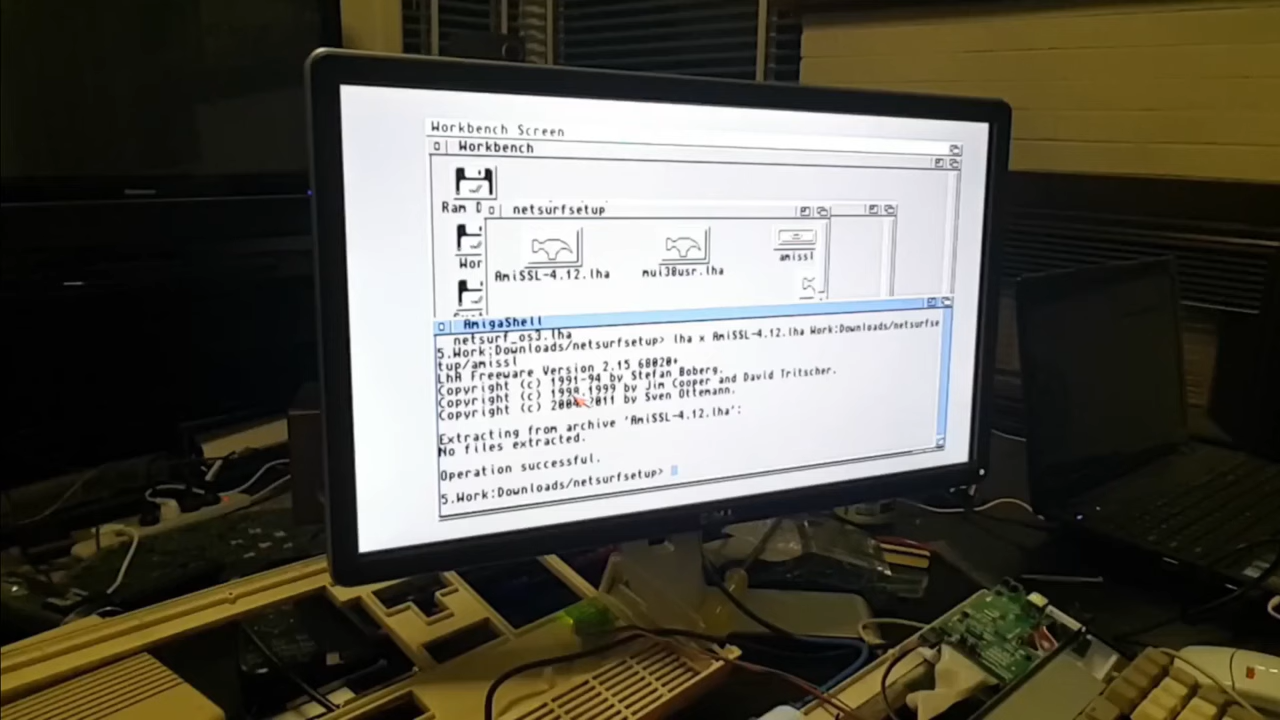 Workbench Screen
Workbench
Ram D
netsurfsetup
Wor
AmiSSL-4.12.lha
mui38usr.lha
amissl
AmigaShell
netsurf_os3.lha
5.Work:Downloads/netsurfsetup> lha x AmiSSL-4.12.lha Work:Downloads/netsurfse
tup/amissl
LhA Freeware Version 2.15 68020+
Copyright (c) 1991-94 by Stefan Boberg.
Copyright (c) 1998,1999 by Jim Cooper and David Tritscher.
Copyright (c) 2004-2011 by Sven Ottemann.
Extracting from archive 'AmiSSL-4.12.lha':
No files extracted.
Operation successful.
5.Work:Downloads/netsurfsetup>